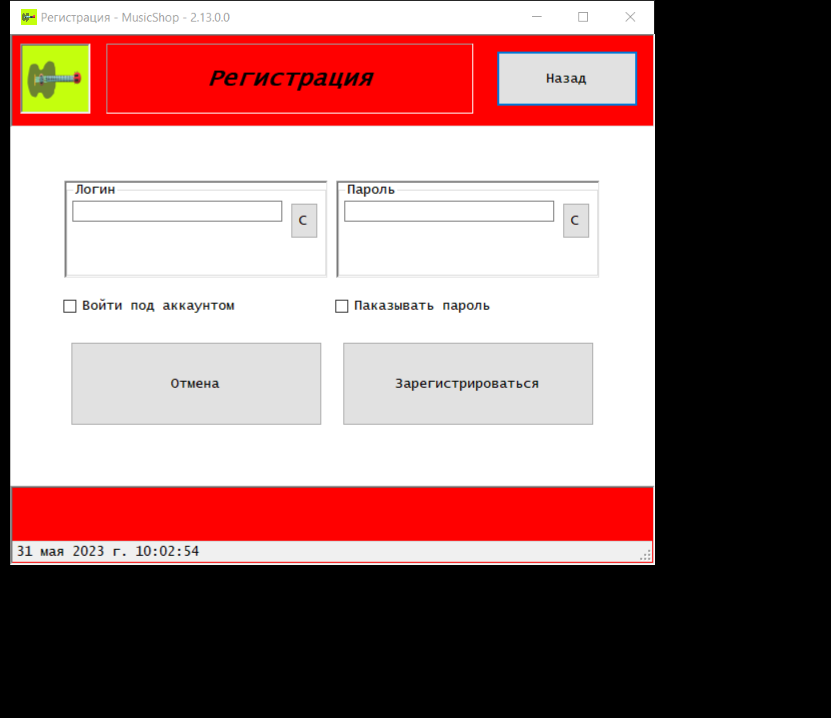 Регистрация - MusicShop - 2.13.0.0
Регистрация
Назад
Логин
Пароль
C
C
Войти под аккаунтом
Паказывать пароль
Отмена
Зарегистрироваться
31 мая 2023 г. 10:02:54